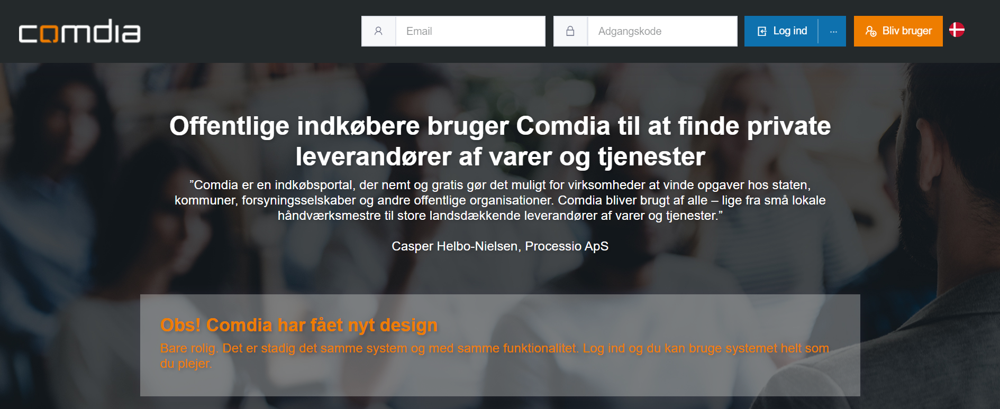 comdia
Email
Adgangskode
Log ind
...
Bliv bruger
Offentlige indkøbere bruger Comdia til at finde private
leverandører af varer og tjenester
”Comdia er en indkøbsportal, der nemt og gratis gør det muligt for virksomheder at vinde opgaver hos staten,
kommuner, forsyningsselskaber og andre offentlige organisationer. Comdia bliver brugt af alle – lige fra små lokale
håndværksmestre til store landsdækkende leverandører af varer og tjenester.”
Casper Helbo-Nielsen, Processio ApS
Obs! Comdia har fået nyt design
Bare rolig. Det er stadig det samme system og med samme funktionalitet. Log ind og du kan bruge systemet helt som
du plejer.